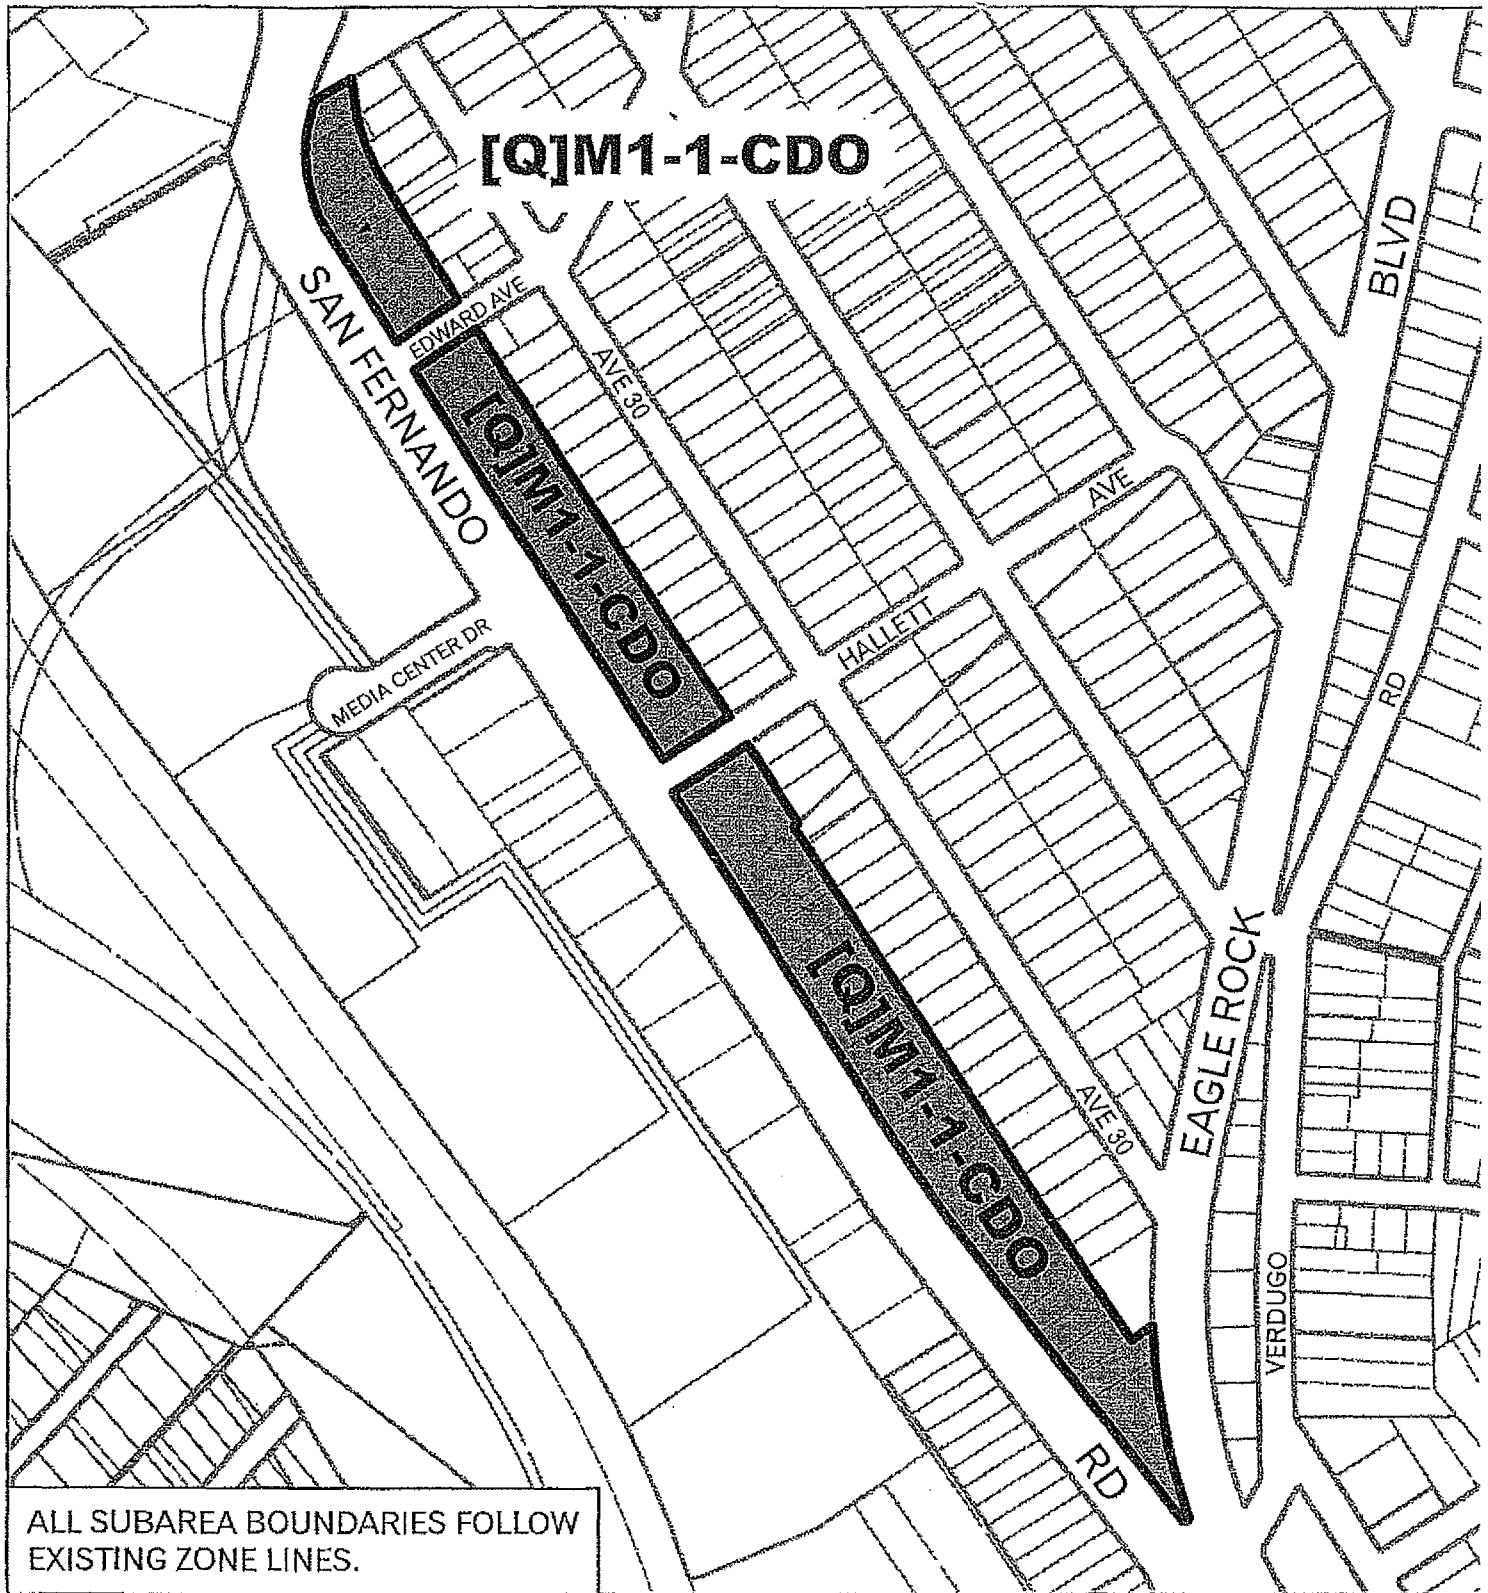 [Q]M1-1-CDO
BLVD
SAN FERNANDO
EDWARD AVE
AVE 30
[Q]M1-1-CDO
AVE
HALLETT
MEDIA CENTER DR
RD
[Q]M1-1-CDO
EAGLE ROCK
AVE 30
VERDUGO
RD
ALL SUBAREA BOUNDARIES FOLLOW
EXISTING ZONE LINES.